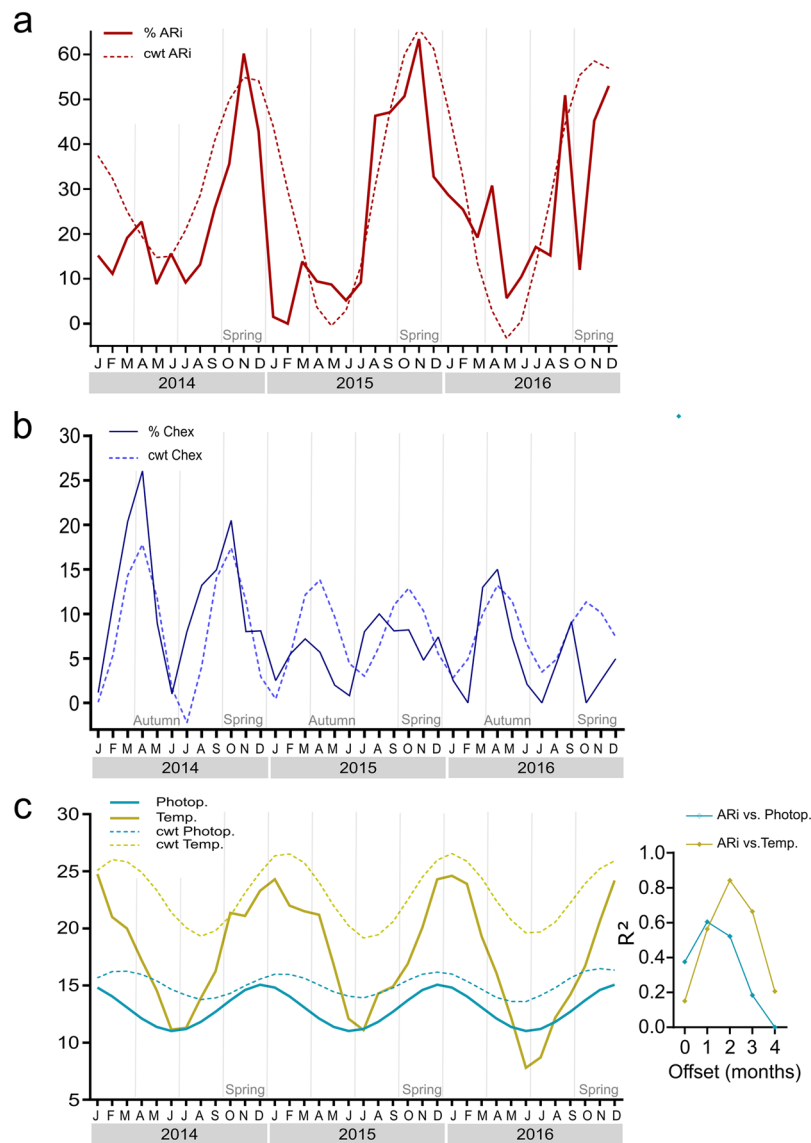 a
% ARi
cwt ARi
60
50
40
30
20
10
0
Spring Spring Spring
J F M A M J J A S O N D J F M A M J J A S O N D J F M A M J J A S O N D
2014 2015 2016
b
% Chex
cwt Chex
30
25
20
15
10
5
0
Autumn Spring Autumn Spring Autumn Spring
J F M A M J J A S O N D J F M A M J J A S O N D J F M A M J J A S O N D
2014 2015 2016
c
Photop.
Temp.
cwt Photop.
cwt Temp.
30
25
20
15
10
5
Spring Spring Spring
J F M A M J J A S O N D J F M A M J J A S O N D J F M A M J J A S O N D
2014 2015 2016
ARi vs. Photop.
ARi vs.Temp.
R²
1.0
0.8
0.6
0.4
0.2
0.0
0 1 2 3 4
Offset (months)